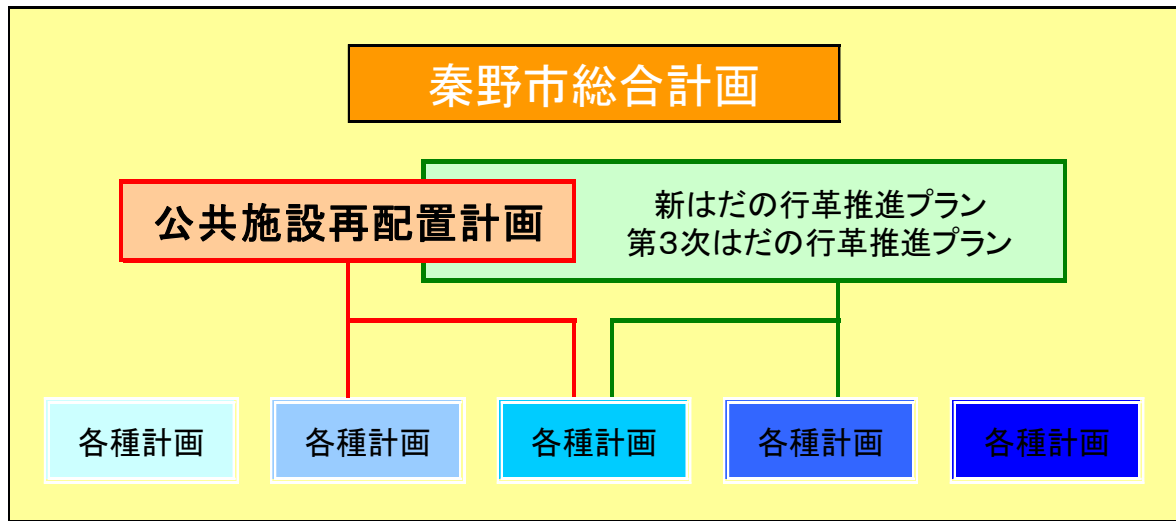 秦野市総合計画
公共施設再配置計画
新はだの行革推進プラン
第３次はだの行革推進プラン
各種計画
各種計画
各種計画
各種計画
各種計画